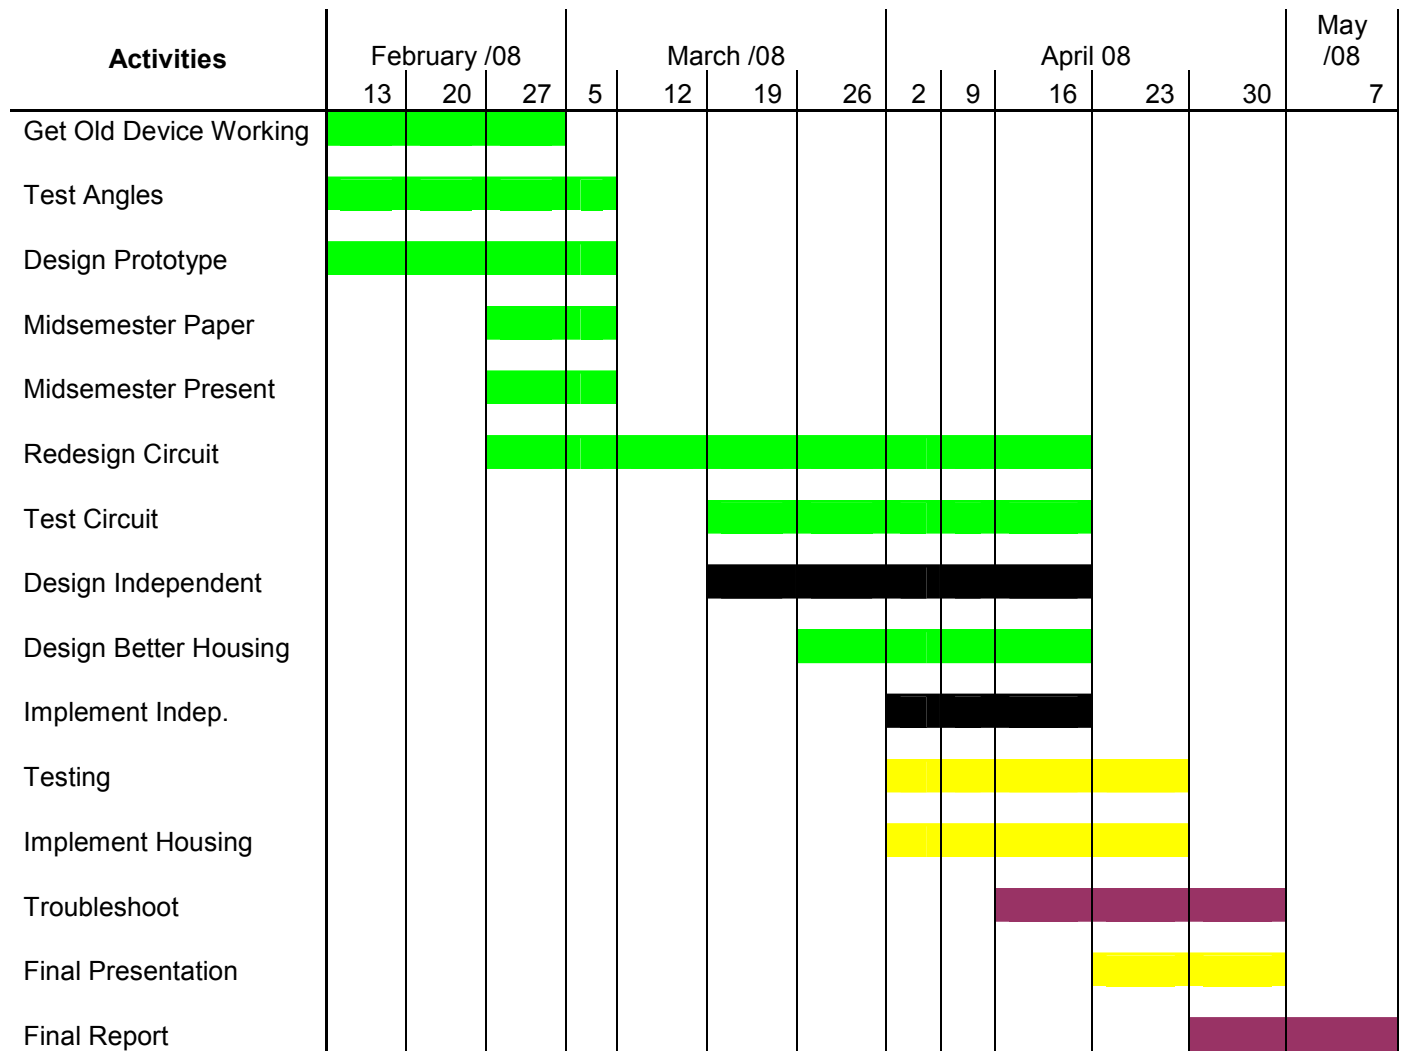 May
Activities February /08 March /08 April 08 /08
13 20 27 5 12 19 26 2 9 16 23 30 7
Get Old Device Working
Test Angles
Design Prototype
Midsemester Paper
Midsemester Present
Redesign Circuit
Test Circuit
Design Independent
Design Better Housing
Implement Indep.
Testing
Implement Housing
Troubleshoot
Final Presentation
Final Report